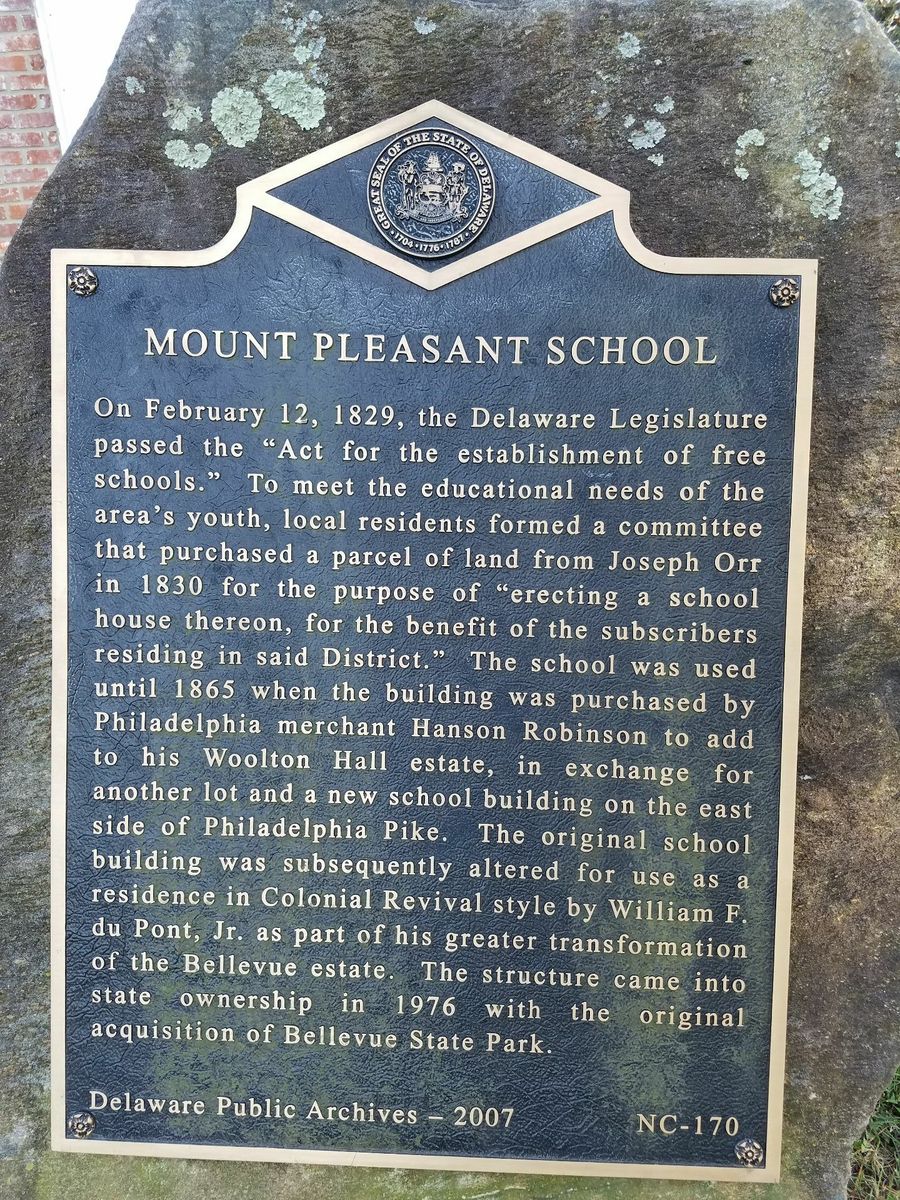 GREAT SEAL OF THE STATE OF DELAWARE
• 1704 • 1776 • 1787 •
MOUNT PLEASANT SCHOOL
On February 12, 1829, the Delaware Legislature
passed the “Act for the establishment of free
schools.” To meet the educational needs of the
area’s youth, local residents formed a committee
that purchased a parcel of land from Joseph Orr
in 1830 for the purpose of “erecting a school
house thereon, for the benefit of the subscribers
residing in said District.” The school was used
until 1865 when the building was purchased by
Philadelphia merchant Hanson Robinson to add
to his Woolton Hall estate, in exchange for
another lot and a new school building on the east
side of Philadelphia Pike. The original school
building was subsequently altered for use as a
residence in Colonial Revival style by William F.
du Pont, Jr. as part of his greater transformation
of the Bellevue estate. The structure came into
state ownership in 1976 with the original
acquisition of Bellevue State Park.
Delaware Public Archives – 2007
NC-170